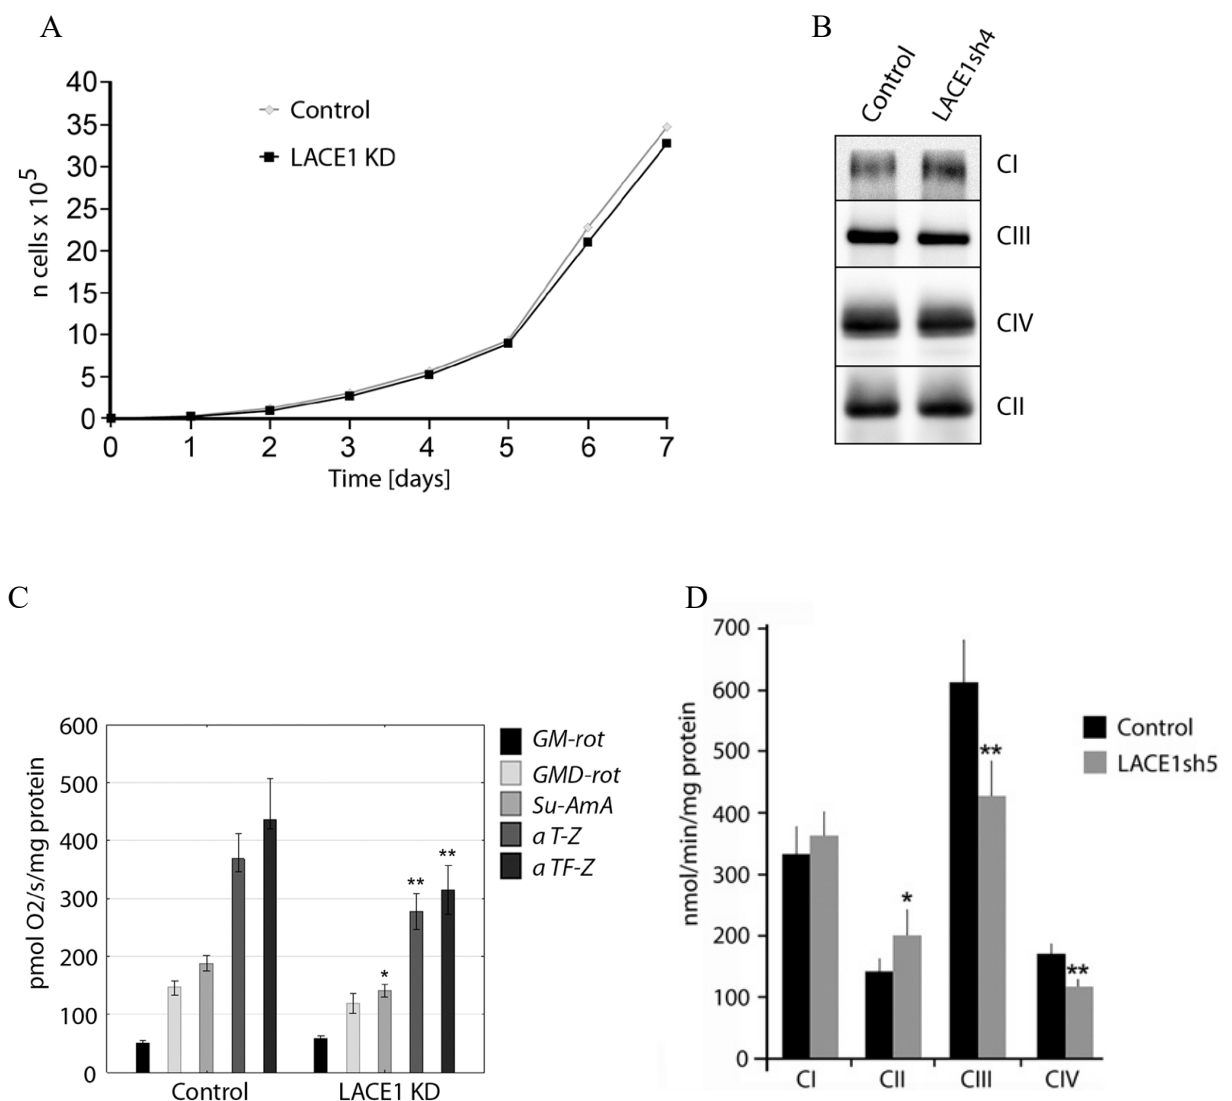 A
40
35
30
25
20
15
10
5
0
n cells x 10⁵
Control
LACE1 KD
0 1 2 3 4 5 6 7
Time [days]
B
Control
LACE1sh4
CI
CIII
CIV
CII
C
600
500
400
300
200
100
0
pmol O2/s/mg protein
*
**
**
Control
LACE1 KD
GM-rot
GMD-rot
Su-AmA
a T-Z
a TF-Z
D
700
600
500
400
300
200
100
0
nmol/min/mg protein
*
**
**
CI CII CIII CIV
Control
LACE1sh5